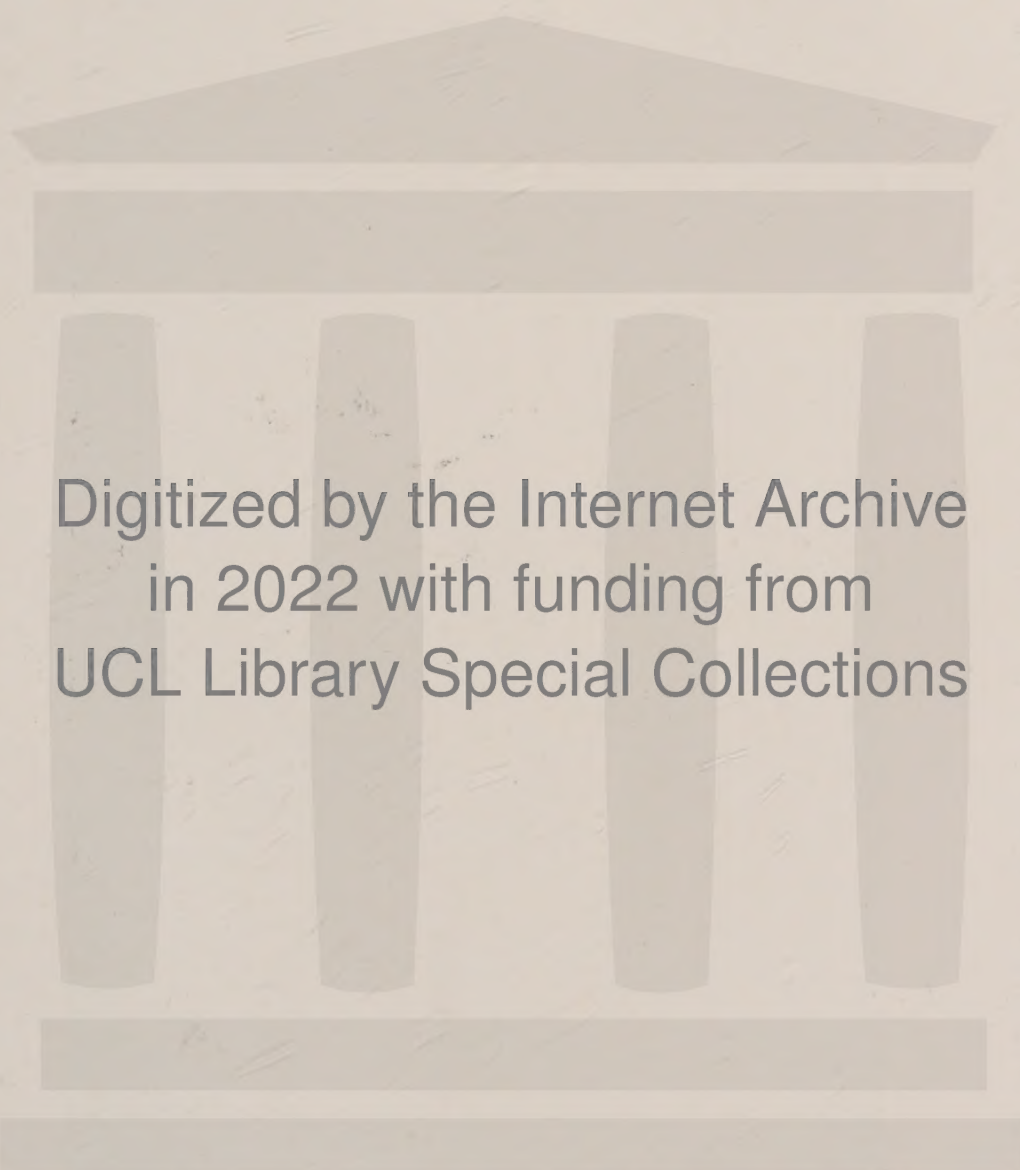 Digitized by the Internet Archive
in 2022 with funding from
UCL Library Special Collections